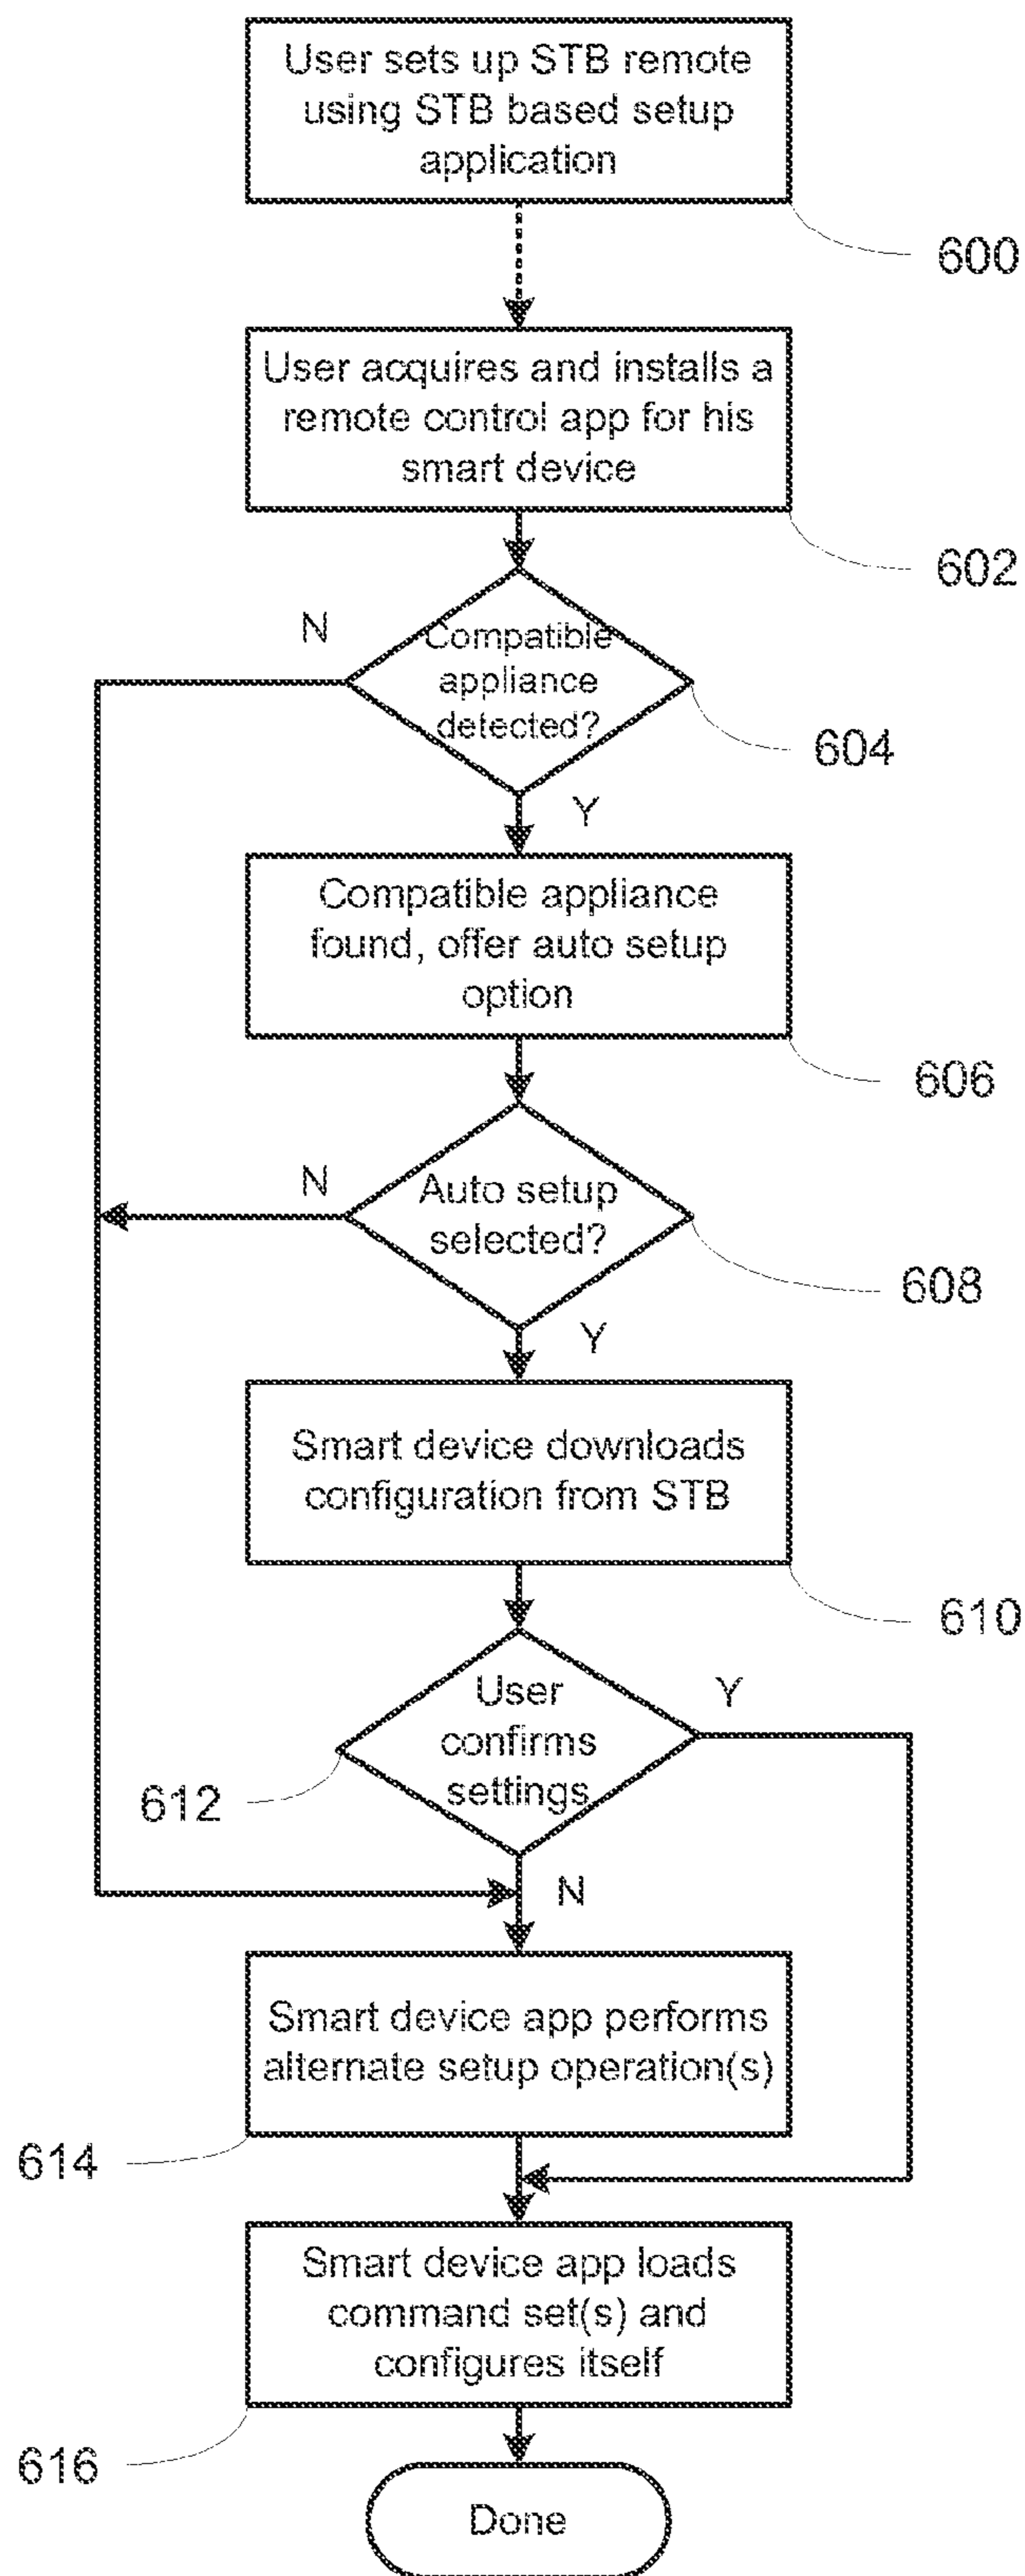 User sets up STB remote
using STB based setup
application
600
User acquires and installs a
remote control app for his
smart device
602
N
Compatible
appliance
detected?
604
Y
Compatible appliance
found, offer auto setup
option
606
N
Auto setup
selected?
608
Y
Smart device downloads
configuration from STB
610
User
confirms
settings
Y
612
N
Smart device app performs
alternate setup operation(s)
614
Smart device app loads
command set(s) and
configures itself
616
Done